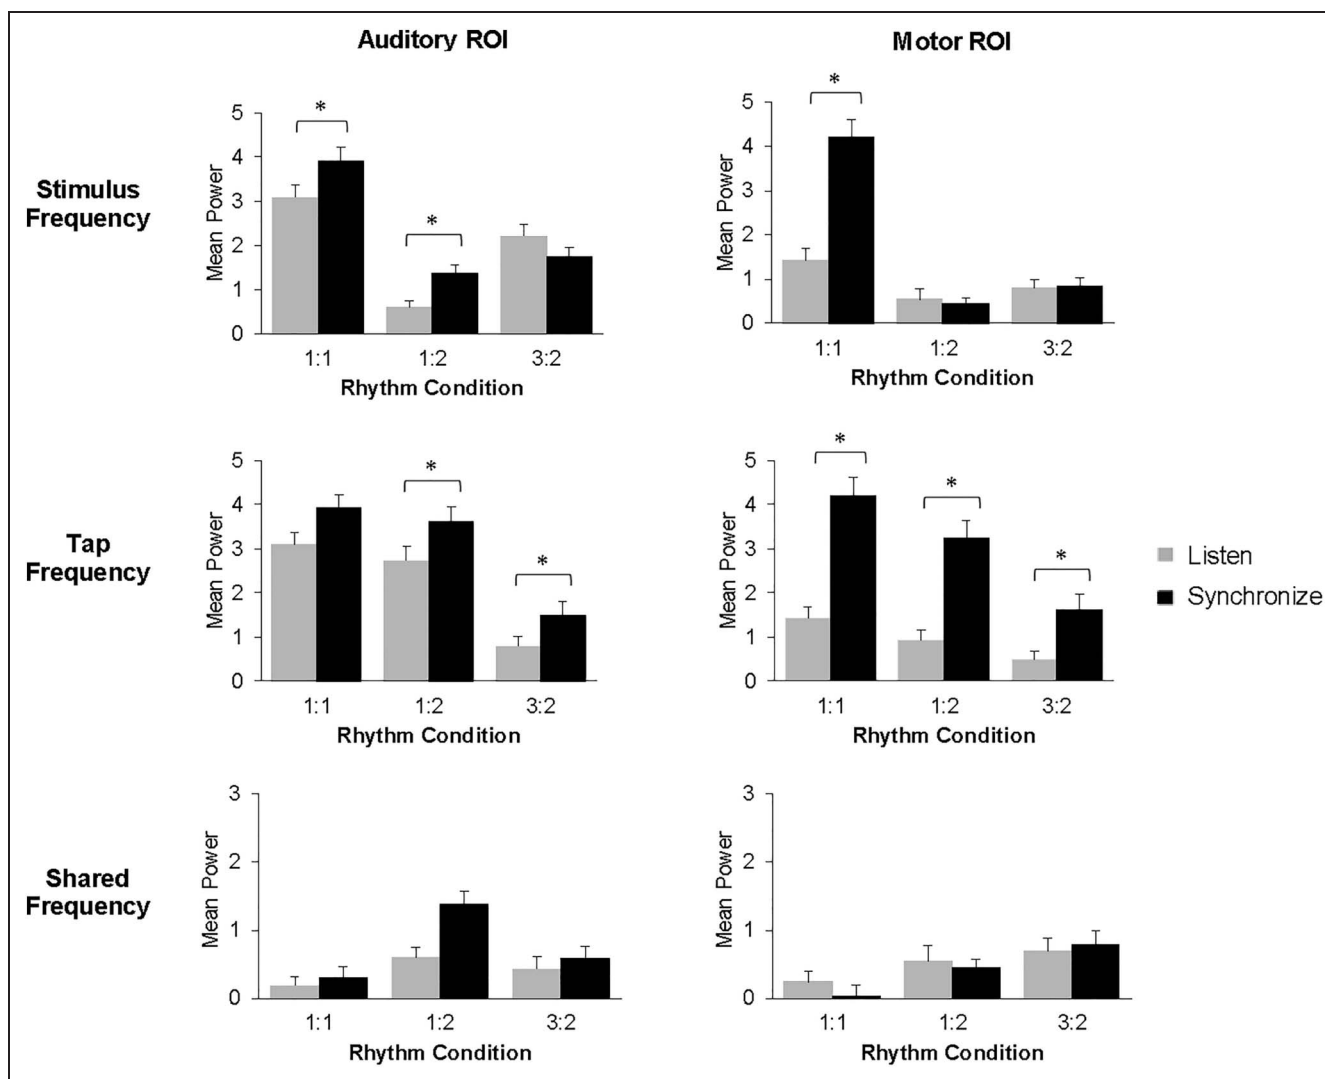 Auditory ROI
Motor ROI
Stimulus
Frequency
Mean Power
5
4
3
2
1
0
*
*
1:1 1:2 3:2
Rhythm Condition
Mean Power
5
4
3
2
1
0
*
1:1 1:2 3:2
Rhythm Condition
Tap
Frequency
Mean Power
5
4
3
2
1
0
*
*
1:1 1:2 3:2
Rhythm Condition
Mean Power
5
4
3
2
1
0
*
*
*
1:1 1:2 3:2
Rhythm Condition
Listen
Synchronize
Shared
Frequency
Mean Power
3
2
1
0
1:1 1:2 3:2
Rhythm Condition
Mean Power
3
2
1
0
1:1 1:2 3:2
Rhythm Condition